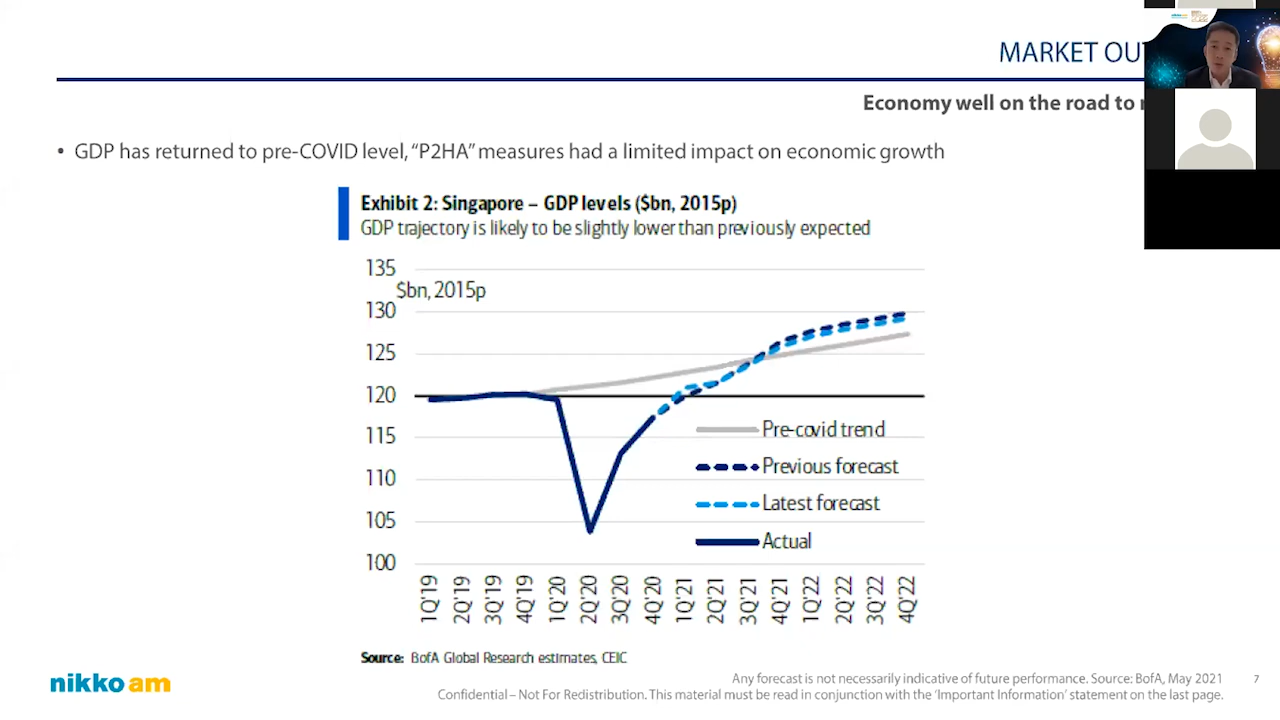 MARKET OU
Economy well on the road to
• GDP has returned to pre-COVID level, “P2HA” measures had a limited impact on economic growth
Exhibit 2: Singapore – GDP levels ($bn, 2015p)
GDP trajectory is likely to be slightly lower than previously expected
135
$bn, 2015p
130
125
120
115
110
105
100
Pre-covid trend
Previous forecast
Latest forecast
Actual
1Q'19 2Q'19 3Q'19 4Q'19 1Q'20 2Q'20 3Q'20 4Q'20 1Q'21 2Q'21 3Q'21 4Q'21 1Q'22 2Q'22 3Q'22 4Q'22
Source: BofA Global Research estimates, CEIC
nikko am
Any forecast is not necessarily indicative of future performance. Source: BofA, May 2021 7
Confidential – Not For Redistribution. This material must be read in conjunction with the ‘Important Information’ statement on the last page.
nikko am